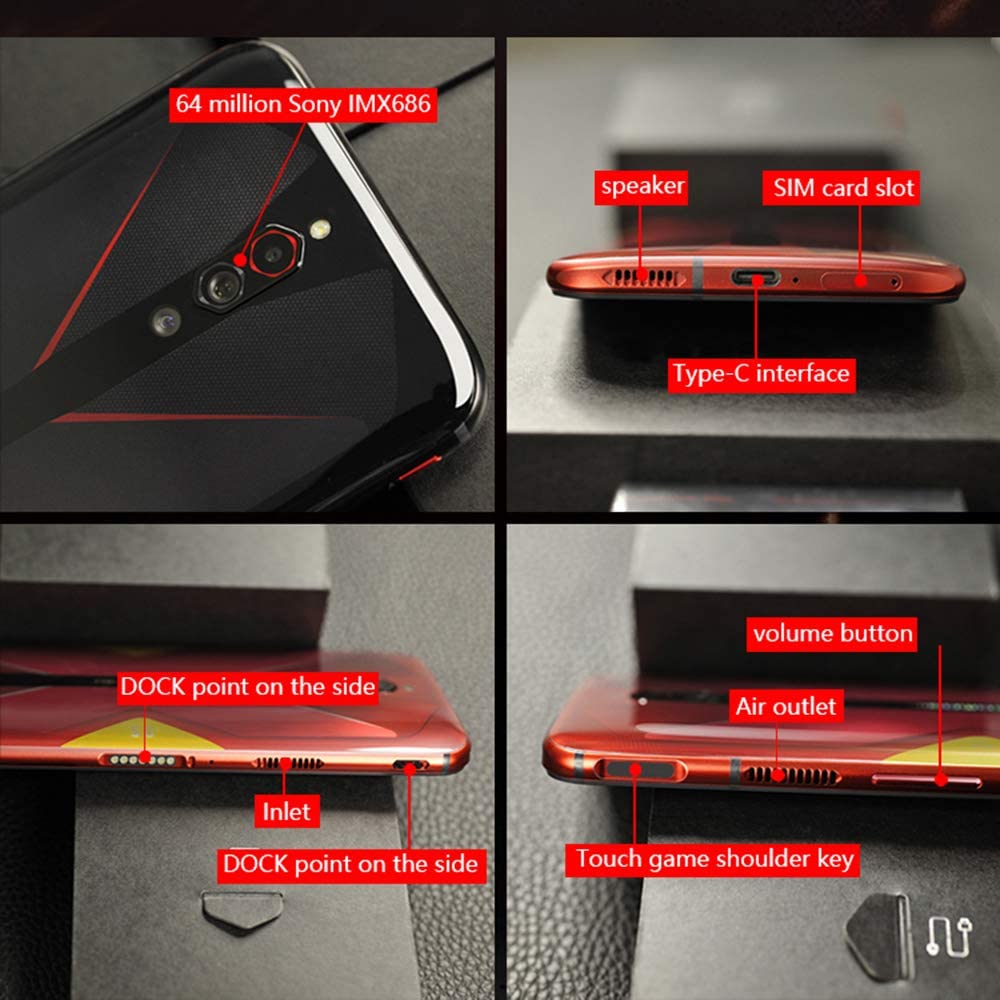 64 million Sony IMX686
speaker
SIM card slot
Type-C interface
DOCK point on the side
Inlet
DOCK point on the side
volume button
Air outlet
Touch game shoulder key